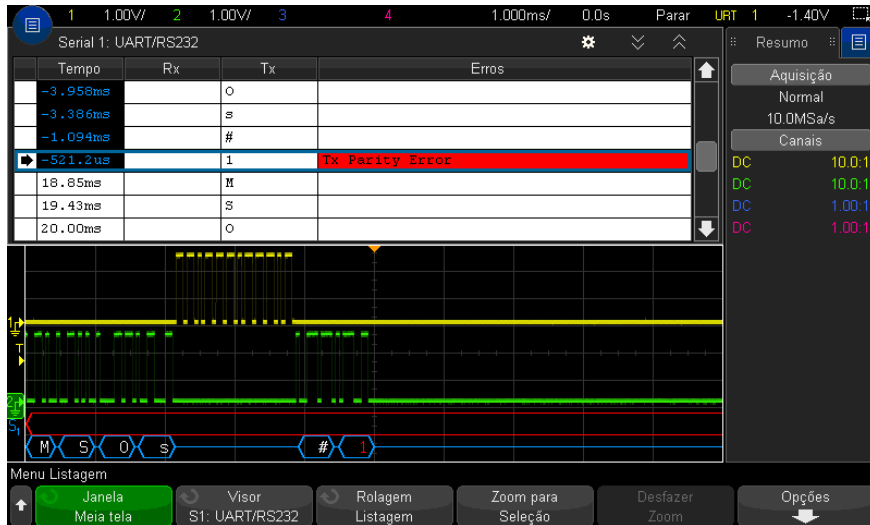 1 1.00V/ 2 1.00V/ 3 4 1.000ms/ 0.0s Parar URT 1 -1.40V
Serial 1: UART/RS232
Resumo
Tempo Rx Tx Erros
-3.958ms O
-3.386ms s
-1.094ms #
-521.2us 1 Tx Parity Error
18.85ms M
19.43ms S
20.00ms O
Aquisição
Normal
10.0MSa/s
Canais
DC 10.0:1
DC 10.0:1
DC 1.00:1
DC 1.00:1
1
T
2
S1
M S O s # 1
Menu Listagem
Janela
Meia tela
Visor
S1: UART/RS232
Rolagem
Listagem
Zoom para
Seleção
Desfazer
Zoom
Opções